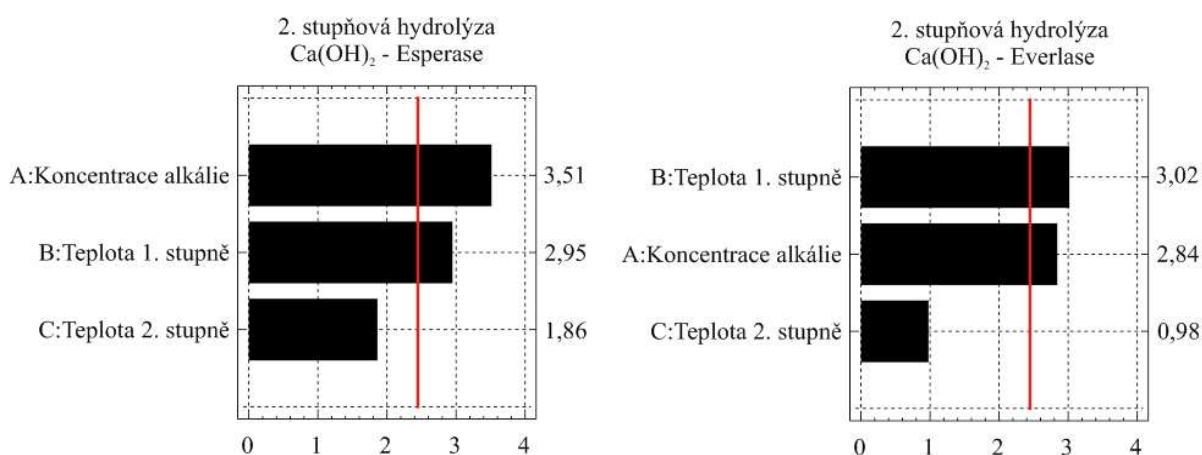 2. stupňová hydrolýza
Ca(OH)₂ - Esperase
A:Koncentrace alkálie
3,51
B:Teplota 1. stupně
2,95
C:Teplota 2. stupně
1,86
0 1 2 3 4
2. stupňová hydrolýza
Ca(OH)₂ - Everlase
B:Teplota 1. stupně
3,02
A:Koncentrace alkálie
2,84
C:Teplota 2. stupně
0,98
0 1 2 3 4